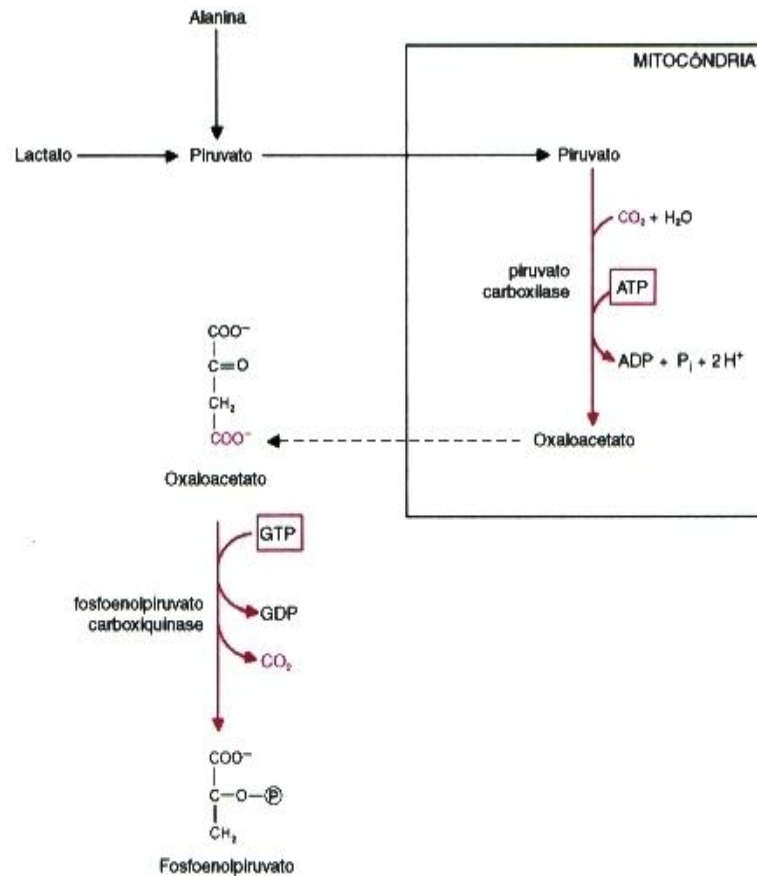 Alanina
MITOCÔNDRIA
Lactato
Piruvato
Piruvato
CO₂ + H₂O
piruvato
carboxilase
ATP
ADP + Pᵢ + 2H⁺
COO⁻
C=O
CH₂
COO⁻
Oxaloacetato
Oxaloacetato
GTP
fosfoenolpiruvato
carboxiquinase
GDP
CO₂
COO⁻
C—O—Ⓟ
CH₂
Fosfoenolpiruvato